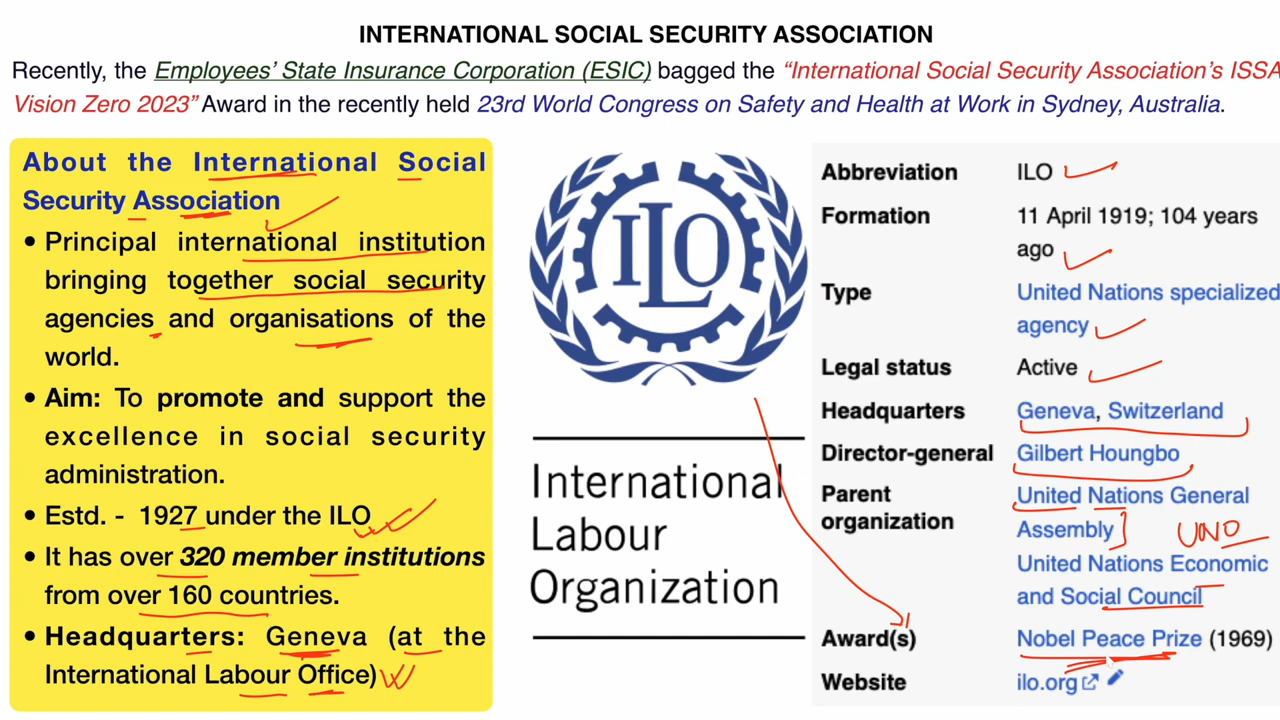 INTERNATIONAL SOCIAL SECURITY ASSOCIATION
Recently, the Employees' State Insurance Corporation (ESIC) bagged the “International Social Security Association's ISSA
Vision Zero 2023” Award in the recently held 23rd World Congress on Safety and Health at Work in Sydney, Australia.
About the International Social
Security Association
• Principal international institution
bringing together social security
agencies and organisations of the
world.
• Aim: To promote and support the
excellence in social security
administration.
• Estd. - 1927 under the ILO
• It has over 320 member institutions
from over 160 countries.
• Headquarters: Geneva (at the
International Labour Office)
ILO
International
Labour
Organization
Abbreviation ILO
Formation 11 April 1919; 104 years
ago
Type United Nations specialized
agency
Legal status Active
Headquarters Geneva, Switzerland
Director-general Gilbert Houngbo
Parent United Nations General
organization Assembly UNO
United Nations Economic
and Social Council
Award(s) Nobel Peace Prize (1969)
Website ilo.org